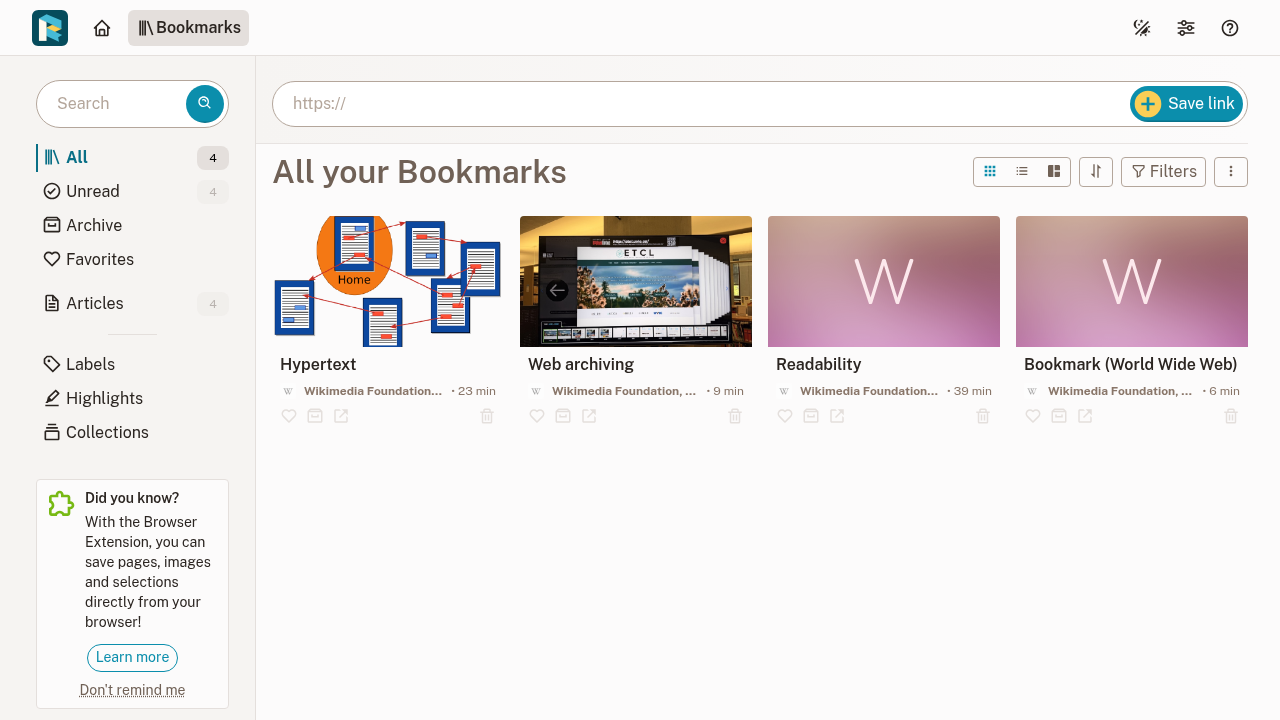 Bookmarks
Search
https://
Save link
All 4
Unread 4
Archive
Favorites
Articles 4
Labels
Highlights
Collections
Did you know?
With the Browser
Extension, you can
save pages, images
and selections
directly from your
browser!
Learn more
Don't remind me
All your Bookmarks
Filters
Home
Hypertext
Wikimedia Foundation... • 23 min
ETCL
Web archiving
Wikimedia Foundation, ... • 9 min
W
Readability
W Wikimedia Foundation... • 39 min
W
Bookmark (World Wide Web)
W Wikimedia Foundation, ... • 6 min